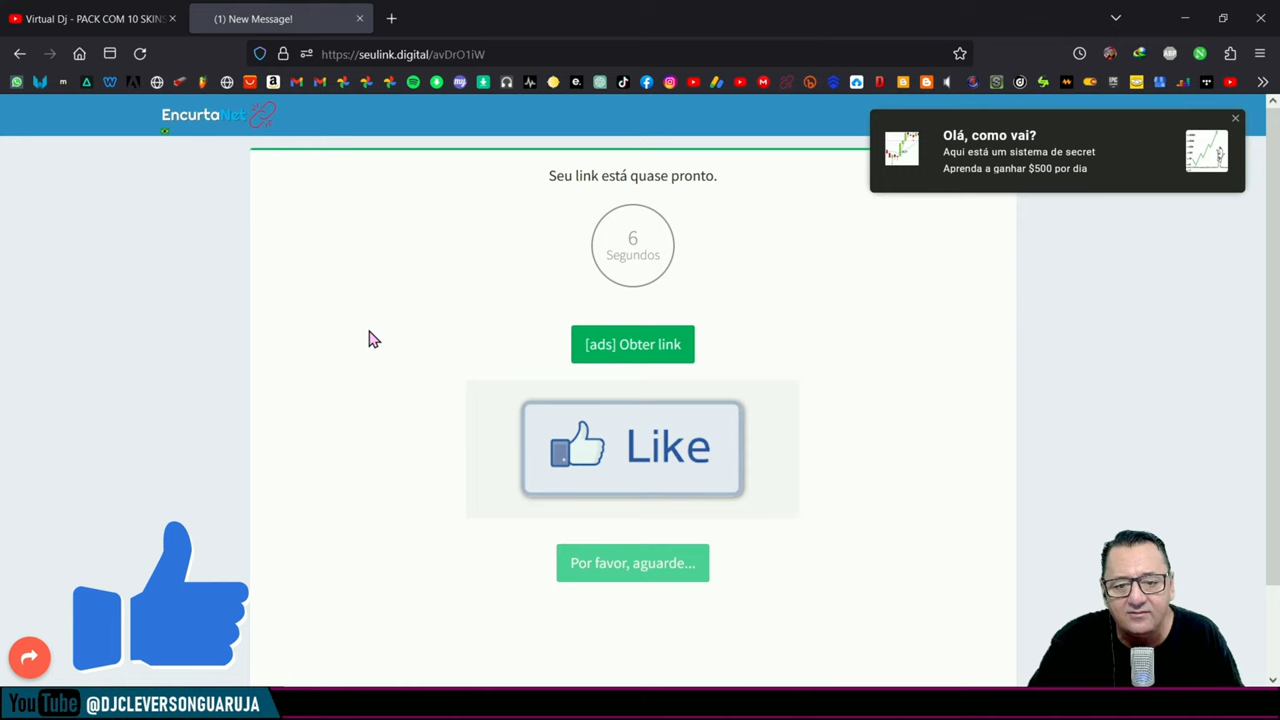 Virtual Dj - PACK COM 10 SKINS
(1) New Message!
https://seulink.digital/avDrO1iW
EncurtaNet
Olá, como vai?
Aqui está um sistema de secret
Aprenda a ganhar $500 por dia
Seu link está quase pronto.
6
Segundos
[ads] Obter link
Like
Por favor, aguarde...
YouTube @DJCLEVERSONGUARUJA